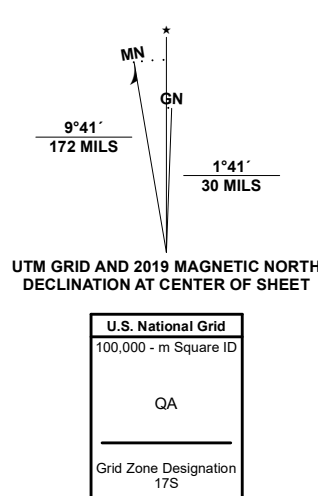 ★
MN
GN
9°41´
172 MILS
1°41´
30 MILS
UTM GRID AND 2019 MAGNETIC NORTH
DECLINATION AT CENTER OF SHEET
U.S. National Grid
100,000 - m Square ID
QA
Grid Zone Designation
17S